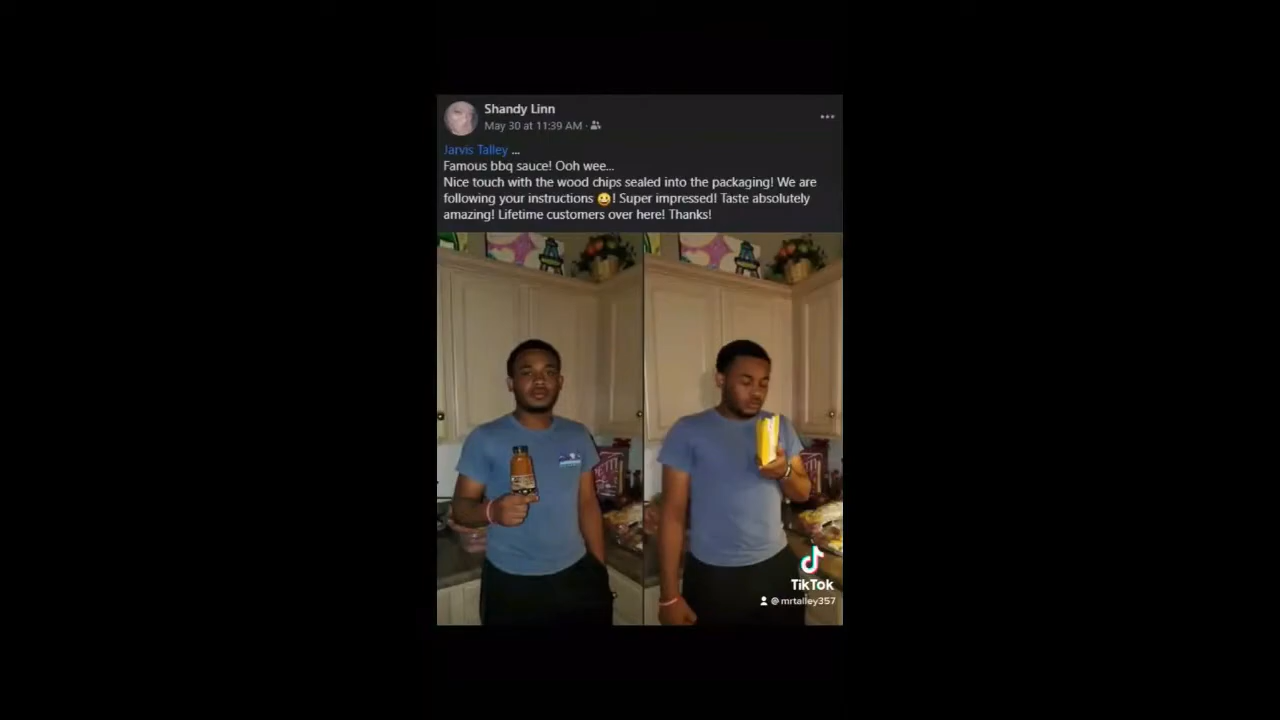 Shandy Linn
May 30 at 11:39 AM ·
Jarvis Talley ...
Famous bbq sauce! Ooh wee...
Nice touch with the wood chips sealed into the packaging! We are
following your instructions 😀! Super impressed! Taste absolutely
amazing! Lifetime customers over here! Thanks!
TikTok
@mrtalley357